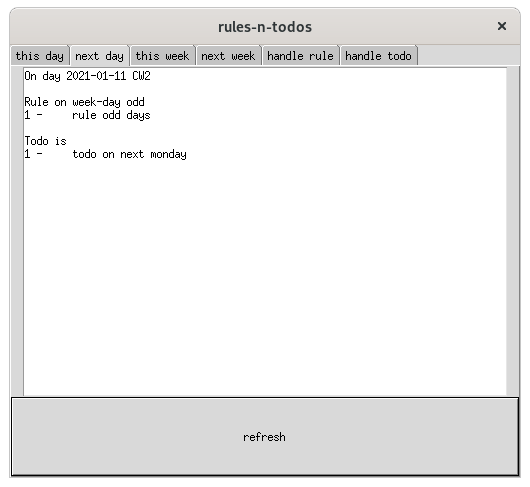 rules-n-todos ×
this day next day this week next week handle rule handle todo
On day 2021-01-11 CW2
Rule on week-day odd
1 - rule odd days
Todo is
1 - todo on next monday
refresh